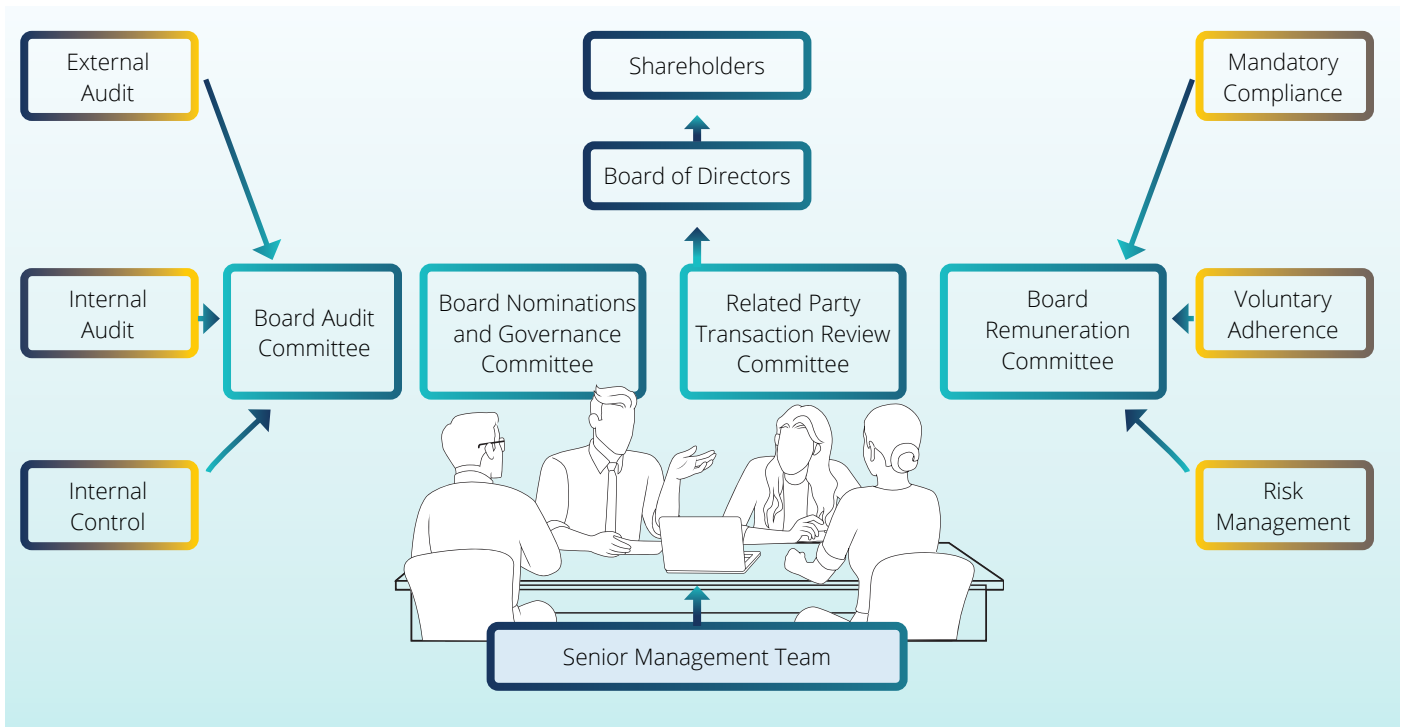 External
Audit
Shareholders
Mandatory
Compliance
Board of Directors
Internal
Audit
Board Audit
Committee
Board Nominations
and Governance
Committee
Related Party
Transaction Review
Committee
Board
Remuneration
Committee
Voluntary
Adherence
Internal
Control
Risk
Management
Senior Management Team